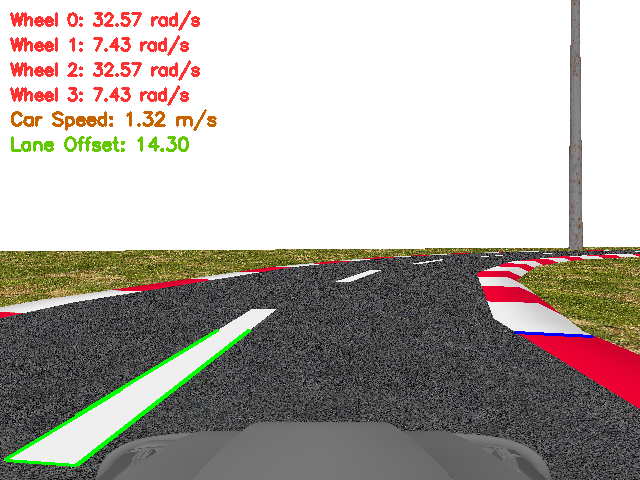 Wheel 0: 32.57 rad/s
Wheel 1: 7.43 rad/s
Wheel 2: 32.57 rad/s
Wheel 3: 7.43 rad/s
Car Speed: 1.32 m/s
Lane Offset: 14.30